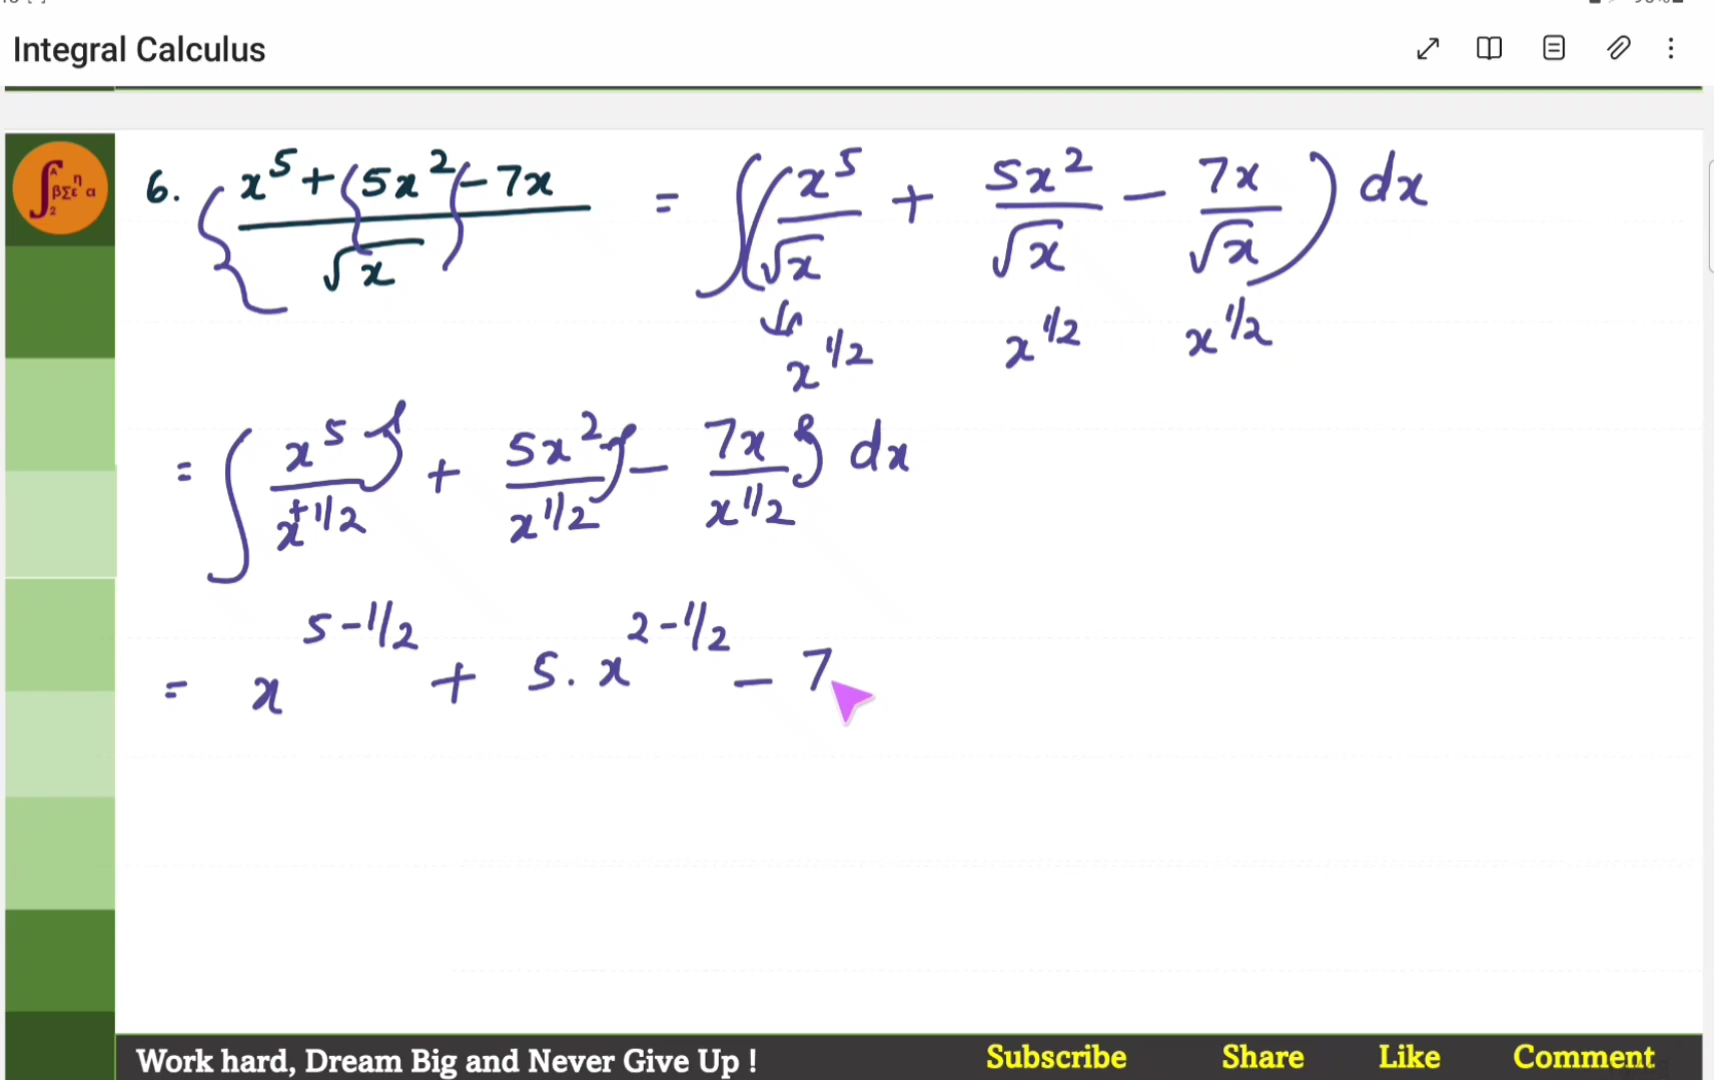 Integral Calculus
6. x^5 + 5x^2 - 7x / √x = ∫( x^5/√x + 5x^2/√x - 7x/√x ) dx
x^1/2 x^1/2 x^1/2
= ∫ x^5/x^+1/2 + 5x^2/x^1/2 - 7x/x^1/2 dx
= x^5-1/2 + 5. x^2-1/2 - 7
Work hard, Dream Big and Never Give Up ! Subscribe Share Like Comment